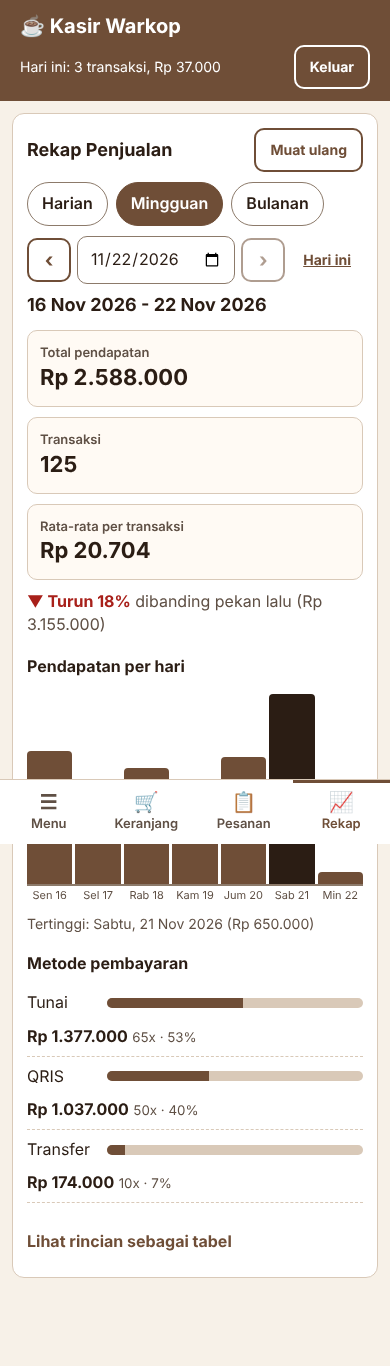 ☕ Kasir Warkop
Hari ini: 3 transaksi, Rp 37.000
Keluar
Rekap Penjualan
Muat ulang
Harian
Mingguan
Bulanan
‹
11/22/2026
›
Hari ini
16 Nov 2026 - 22 Nov 2026
Total pendapatan
Rp 2.588.000
Transaksi
125
Rata-rata per transaksi
Rp 20.704
▼ Turun 18% dibanding pekan lalu (Rp
3.155.000)
Pendapatan per hari
☰
Menu
🛒
Keranjang
📋
Pesanan
📈
Rekap
Sen 16
Sel 17
Rab 18
Kam 19
Jum 20
Sab 21
Min 22
Tertinggi: Sabtu, 21 Nov 2026 (Rp 650.000)
Metode pembayaran
Tunai
Rp 1.377.000 65x · 53%
QRIS
Rp 1.037.000 50x · 40%
Transfer
Rp 174.000 10x · 7%
Lihat rincian sebagai tabel